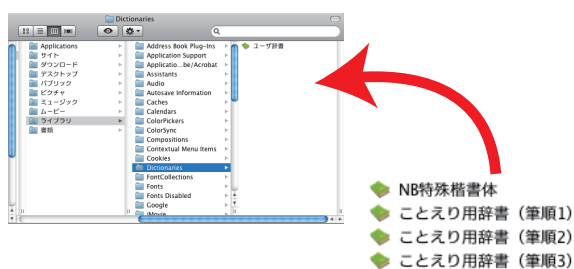 Dictionaries
Applications
サイト
ダウンロード
デスクトップ
パブリック
ピクチャ
ミュージック
ムービー
ライブラリ
書類
Address Book Plug-Ins
Application Support
Applicatio...be/Acrobat
Assistants
Audio
Autosave Information
Caches
Calendars
ColorPickers
ColorSync
Compositions
Contextual Menu Items
Cookies
Dictionaries
FontCollections
Fonts
Fonts Disabled
Google
iMovie
ユーザ辞書
NB特殊楷書体
ことえり用辞書（筆順1）
ことえり用辞書（筆順2）
ことえり用辞書（筆順3）